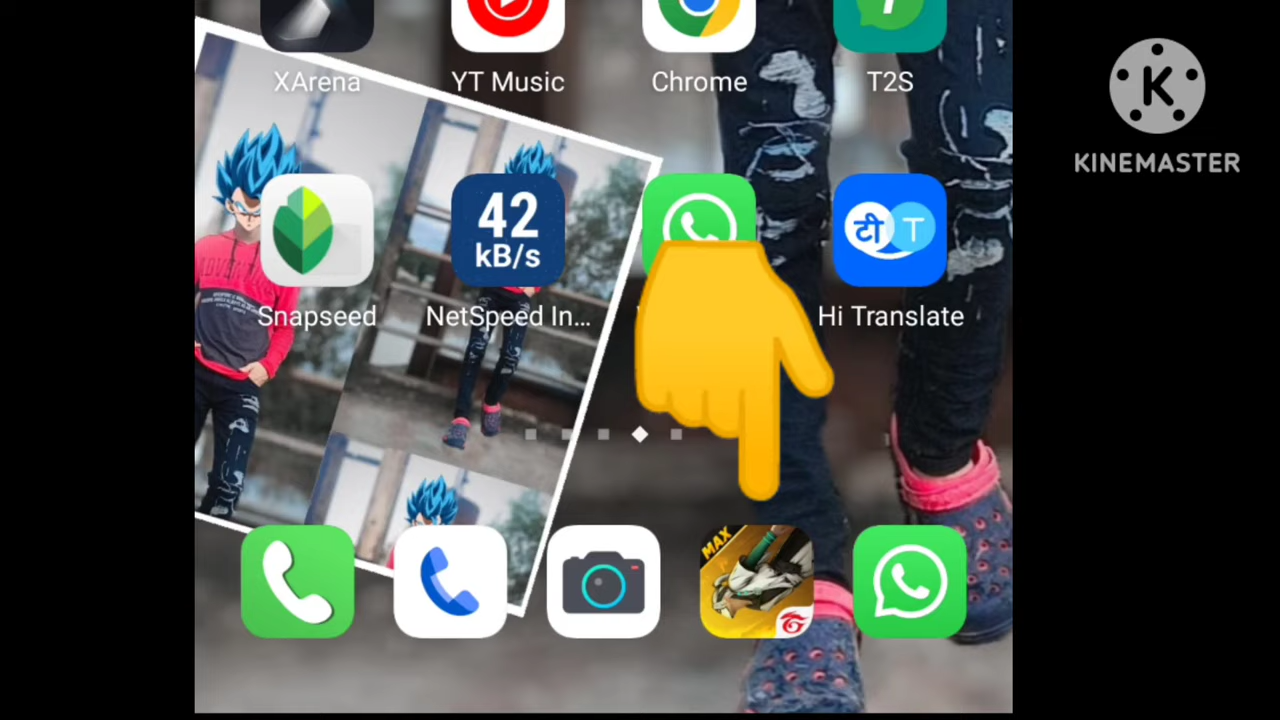 XArena
YT Music
Chrome
T2S
K
KINEMASTER
42
kB/s
टी T
Snapseed
NetSpeed In...
Hi Translate
MAX